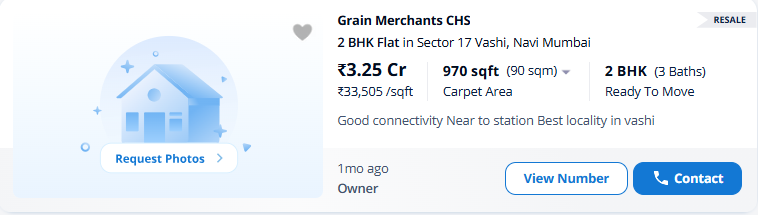 Grain Merchants CHS
RESALE
2 BHK Flat in Sector 17 Vashi, Navi Mumbai
₹3.25 Cr
₹33,505 /sqft
970 sqft (90 sqm)
Carpet Area
2 BHK (3 Baths)
Ready To Move
Good connectivity Near to station Best locality in vashi
Request Photos
1mo ago
Owner
View Number
Contact